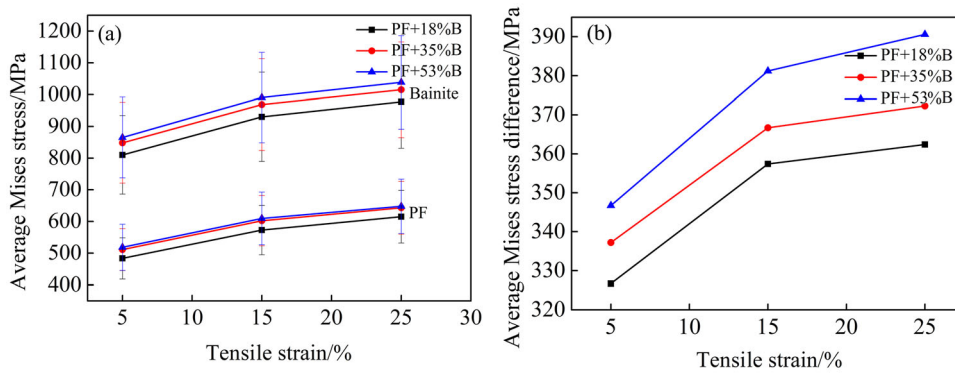 (a)
PF+18%B
PF+35%B
PF+53%B
Bainite
PF
Average Mises stress/MPa
1200
1100
1000
900
800
700
600
500
400
5
10
15
20
25
30
Tensile strain/%
(b)
PF+18%B
PF+35%B
PF+53%B
Average Mises stress difference/MPa
390
380
370
360
350
340
330
320
5
10
15
20
25
Tensile strain/%